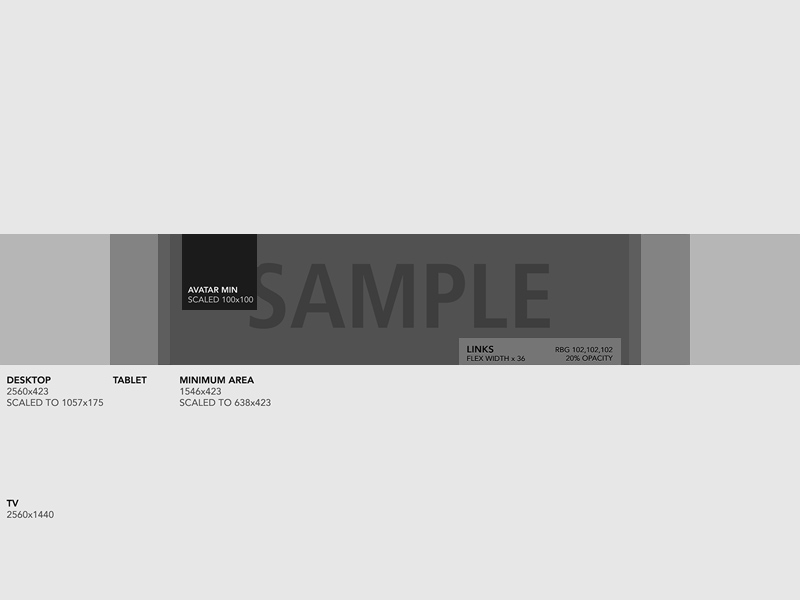 SAMPLE
AVATAR MIN
SCALED 100x100
LINKS
FLEX WIDTH x 36
RBG 102,102,102
20% OPACITY
DESKTOP
2560x423
SCALED TO 1057x175
TABLET
MINIMUM AREA
1546x423
SCALED TO 638x423
TV
2560x1440